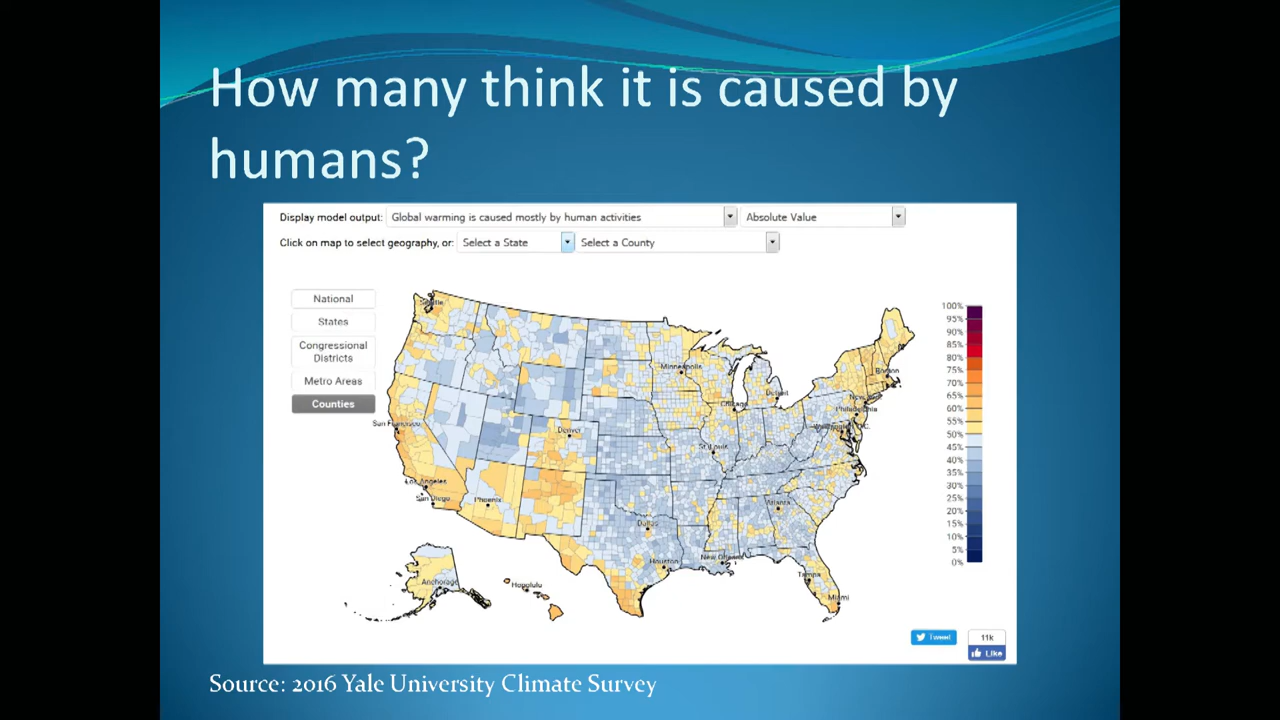 How many think it is caused by
humans?
Display model output: Global warming is caused mostly by human activities Absolute Value
Click on map to select geography, or: Select a State Select a County
National
States
Congressional
Districts
Metro Areas
Counties
Seattle
Minneapolis
Boston
Detroit
New York
Chicago
Philadelphia
San Francisco
Denver
Washington, D.C.
St. Louis
Los Angeles
San Diego
Phoenix
Atlanta
Dallas
Houston
New Orleans
Tampa
Miami
Anchorage
Honolulu
100%
95%
90%
85%
80%
75%
70%
65%
60%
55%
50%
45%
40%
35%
30%
25%
20%
15%
10%
5%
0%
Tweet
11k
Like
Source: 2016 Yale University Climate Survey